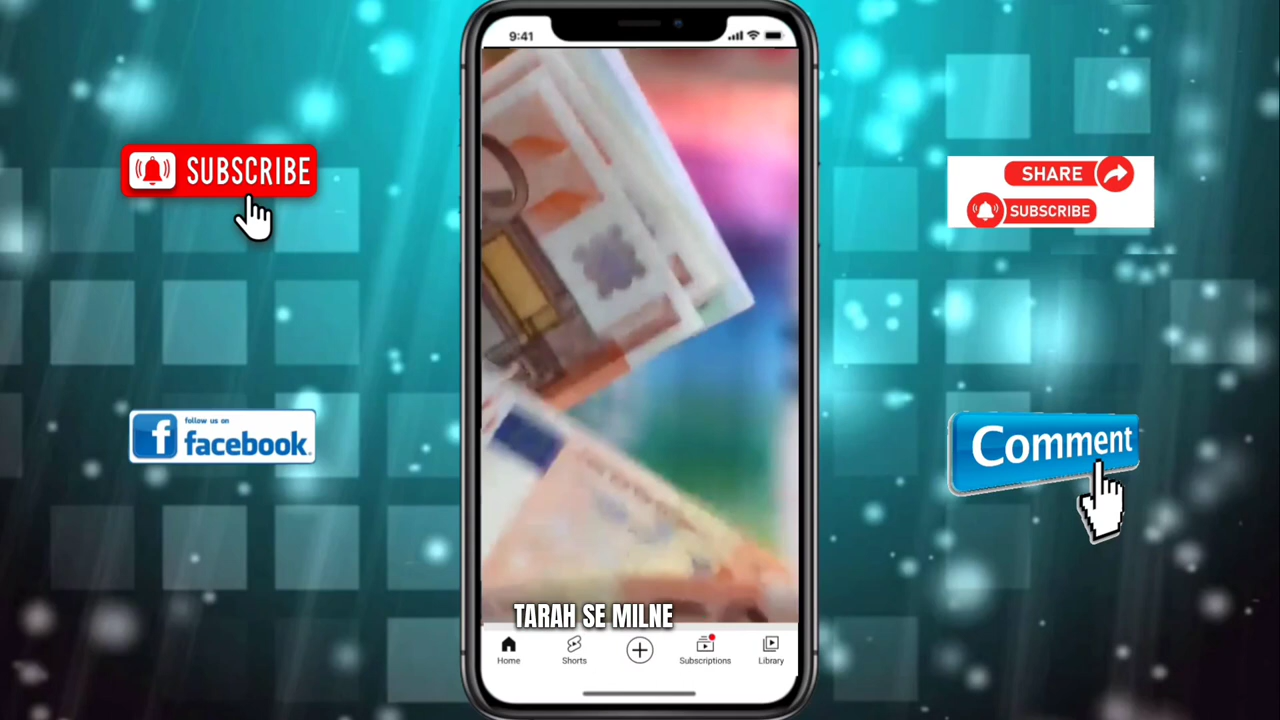 9:41
SUBSCRIBE
SHARE
SUBSCRIBE
follow us on
facebook.
Comment
TARAH SE MILNE
Home
Shorts
Subscriptions
Library